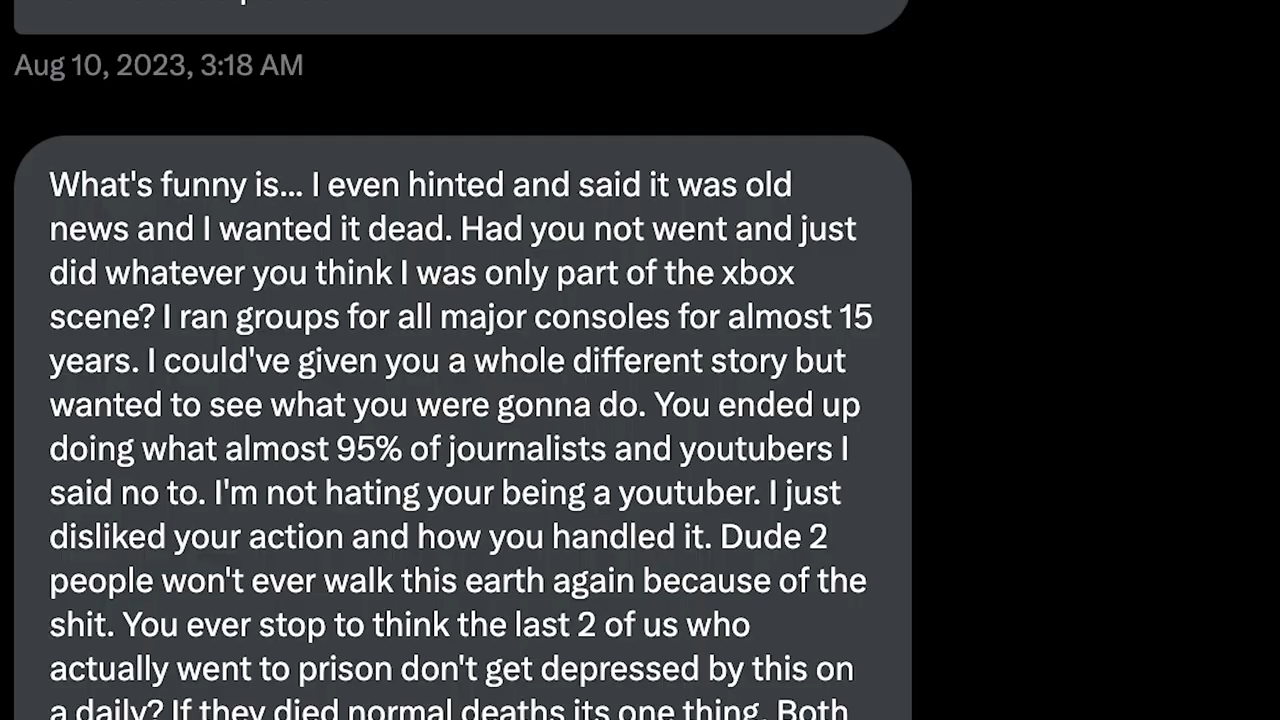 Aug 10, 2023, 3:18 AM
What's funny is... I even hinted and said it was old
news and I wanted it dead. Had you not went and just
did whatever you think I was only part of the xbox
scene? I ran groups for all major consoles for almost 15
years. I could've given you a whole different story but
wanted to see what you were gonna do. You ended up
doing what almost 95% of journalists and youtubers I
said no to. I'm not hating your being a youtuber. I just
disliked your action and how you handled it. Dude 2
people won't ever walk this earth again because of the
shit. You ever stop to think the last 2 of us who
actually went to prison don't get depressed by this on
a daily? If they died normal deaths its one thing. Both